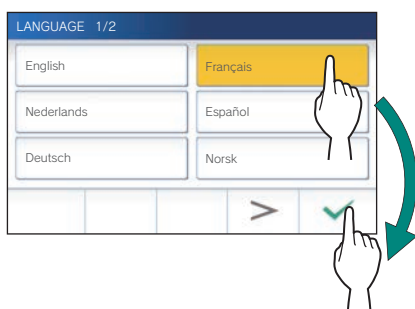 LANGUAGE 1/2
English
Français
Nederlands
Español
Deutsch
Norsk